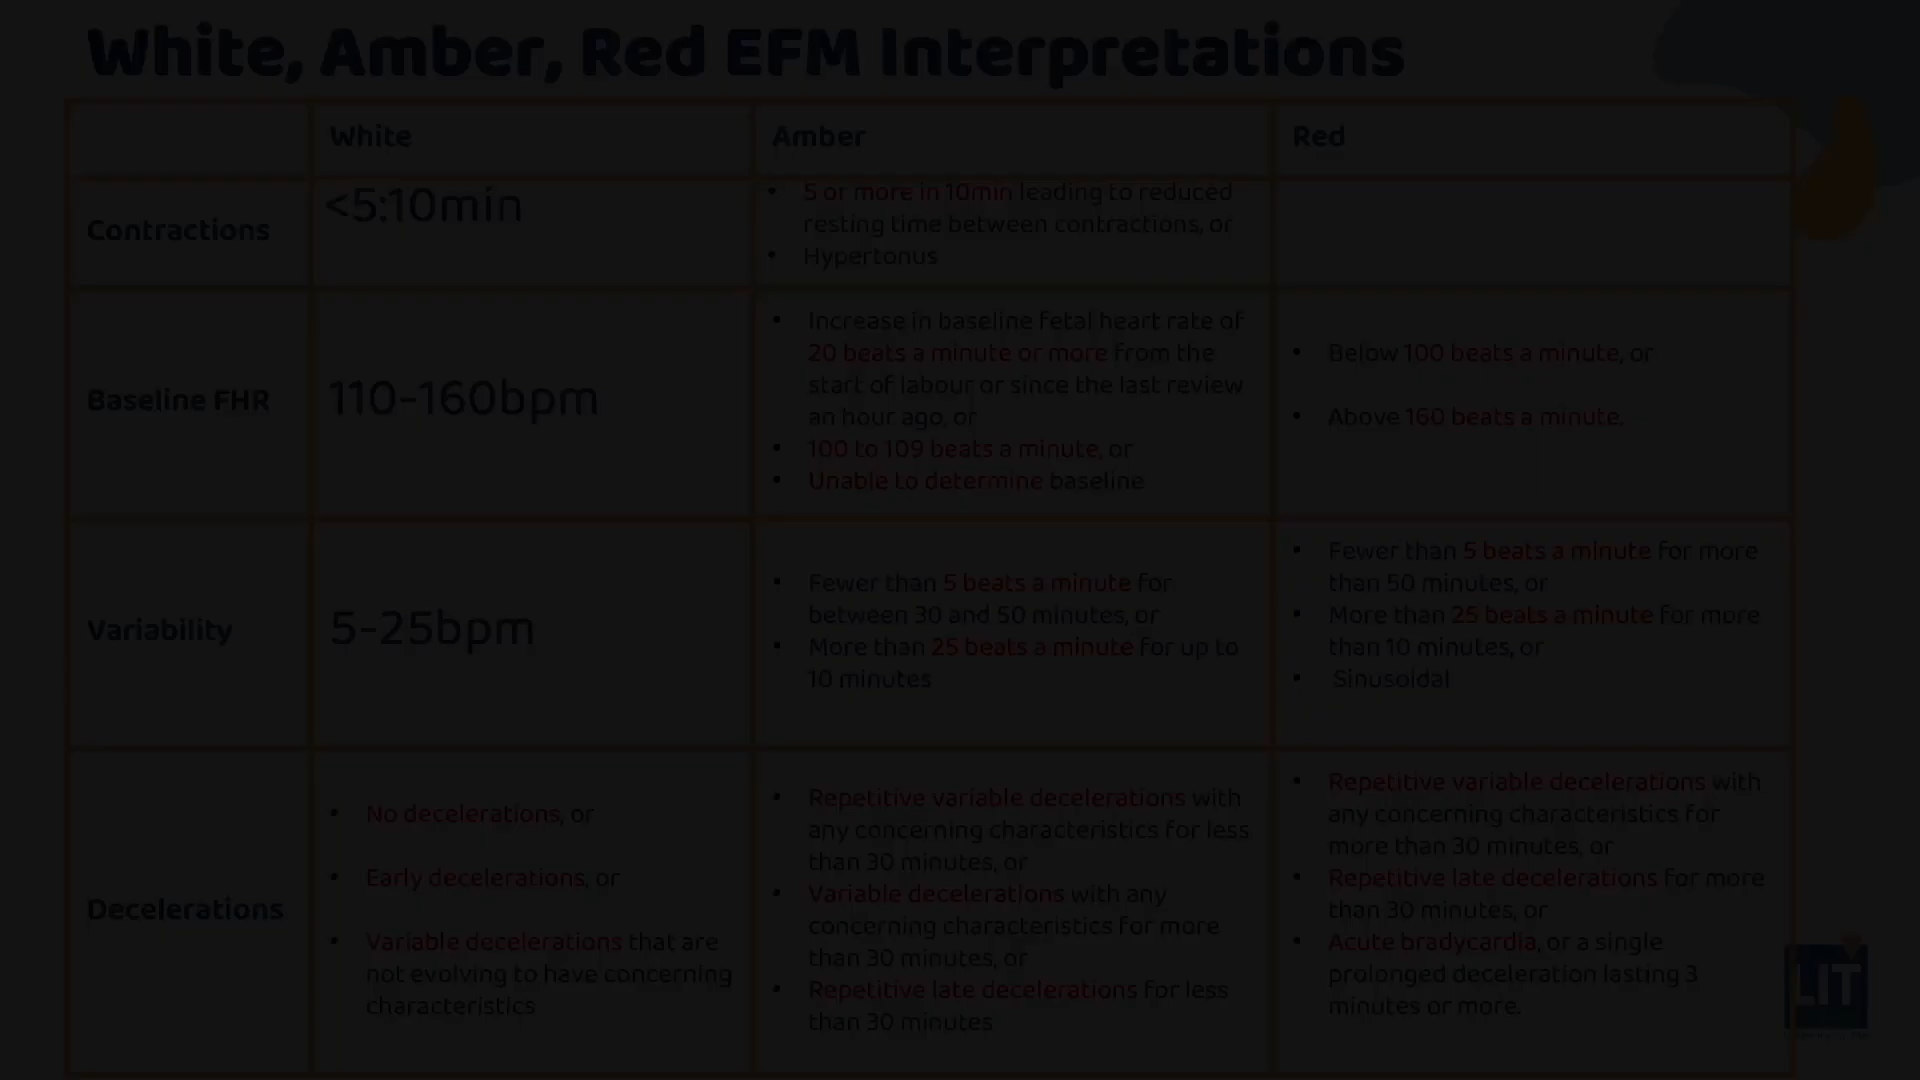 White, Amber, Red EFM Interpretations
White
Amber
Red
Contractions
<5:10min
• 5 or more in 10min leading to reduced
resting time between contractions, or
• Hypertonus
Baseline FHR
110-160bpm
• Increase in baseline fetal heart rate of
20 beats a minute or more from the
start of labour or since the last review
an hour ago, or
• 100 to 109 beats a minute, or
• Unable to determine baseline
• Below 100 beats a minute, or
• Above 160 beats a minute.
Variability
5-25bpm
• Fewer than 5 beats a minute for
between 30 and 50 minutes, or
• More than 25 beats a minute for up to
10 minutes
• Fewer than 5 beats a minute for more
than 50 minutes, or
• More than 25 beats a minute for more
than 10 minutes, or
• Sinusoidal
Decelerations
• No decelerations, or
• Early decelerations, or
• Variable decelerations that are
not evolving to have concerning
characteristics
• Repetitive variable decelerations with
any concerning characteristics for less
than 30 minutes, or
• Variable decelerations with any
concerning characteristics for more
than 30 minutes, or
• Repetitive late decelerations for less
than 30 minutes
• Repetitive variable decelerations with
any concerning characteristics for
more than 30 minutes, or
• Repetitive late decelerations for more
than 30 minutes, or
• Acute bradycardia, or a single
prolonged deceleration lasting 3
minutes or more.
LIT